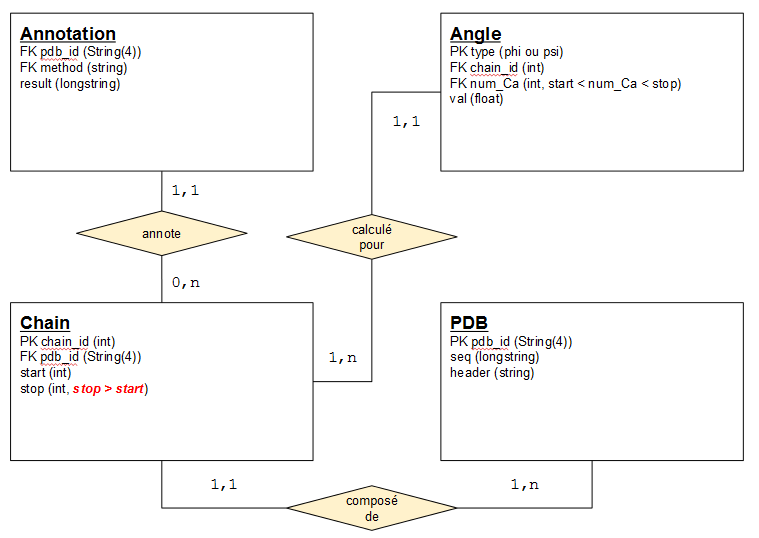 Annotation
FK pdb_id (String(4))
FK method (string)
result (longstring)
Angle
PK type (phi ou psi)
FK chain_id (int)
FK num_Ca (int, start < num_Ca < stop)
val (float)
1,1
1,1
annote
calculé
pour
0,n
Chain
PK chain_id (int)
FK pdb_id (String(4))
start (int)
stop (int, stop > start)
1,n
PDB
PK pdb_id (String(4))
seq (longstring)
header (string)
1,1
composé
de
1,n